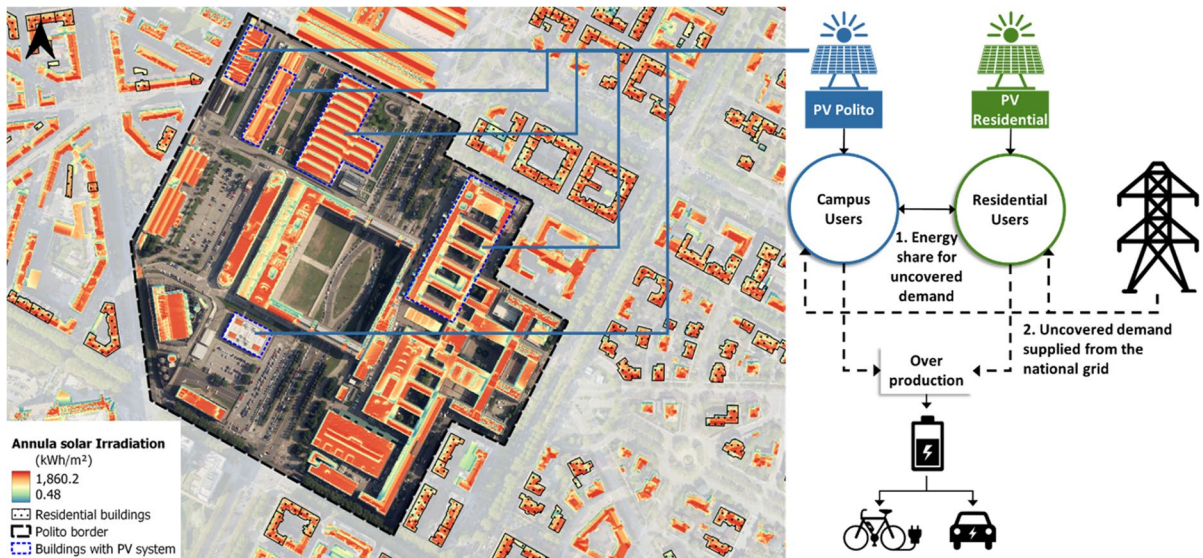 Annula solar Irradiation
(kWh/m²)
1,860.2
0.48
Residential buildings
Polito border
Buildings with PV system
PV Polito
PV
Residential
Campus
Users
Residential
Users
1. Energy
share for
uncovered
demand
2. Uncovered demand
supplied from the
national grid
Over
production